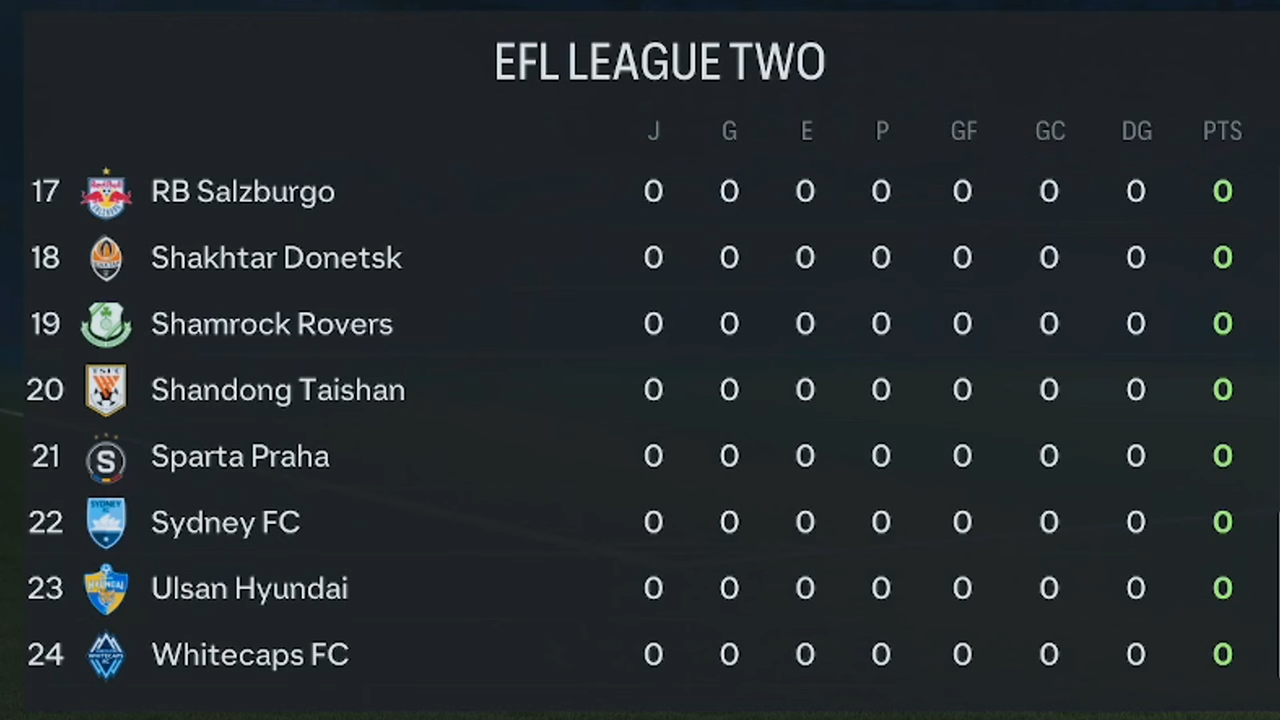 EFL LEAGUE TWO
J G E P GF GC DG PTS
17 RB Salzburgo 0 0 0 0 0 0 0 0
18 Shakhtar Donetsk 0 0 0 0 0 0 0 0
19 Shamrock Rovers 0 0 0 0 0 0 0 0
20 Shandong Taishan 0 0 0 0 0 0 0 0
21 Sparta Praha 0 0 0 0 0 0 0 0
22 Sydney FC 0 0 0 0 0 0 0 0
23 Ulsan Hyundai 0 0 0 0 0 0 0 0
24 Whitecaps FC 0 0 0 0 0 0 0 0